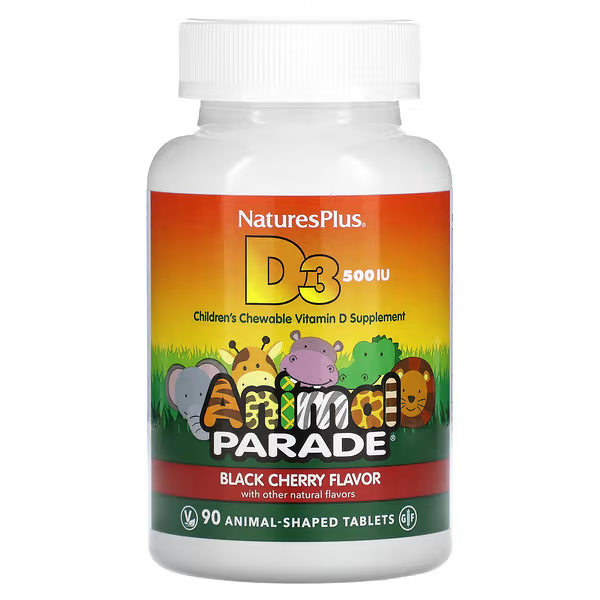 NaturesPlus®
D3 500 IU
Children's Chewable Vitamin D Supplement
Animal
PARADE®
BLACK CHERRY FLAVOR
with other natural flavors
V 90 ANIMAL-SHAPED TABLETS GF